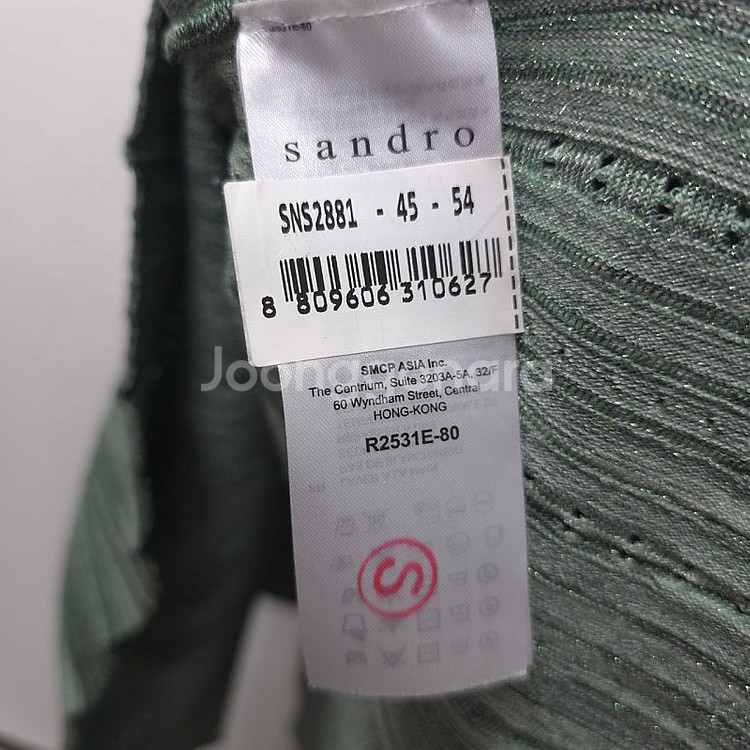 sandro
SNS2881 - 45 - 54
8 809606 310627
SMCP ASIA Inc.
The Centrium, Suite 3203A-5A, 32/F
60 Wyndham Street, Central
HONG-KONG
R2531E-80
S